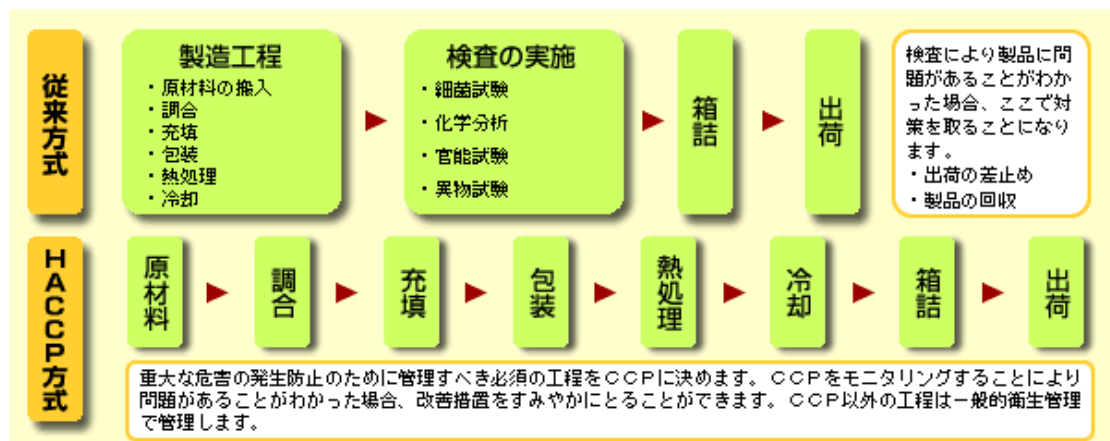 従来方式
製造工程
・原材料の搬入
・調合
・充填
・包装
・熱処理
・冷却
検査の実施
・細菌試験
・化学分析
・官能試験
・異物試験
箱詰
出荷
検査により製品に問
題があることがわか
った場合、ここで対
策を取ることになり
ます。
・出荷の差止め
・製品の回収
HACCP方式
原材料
調合
充填
包装
熱処理
冷却
箱詰
出荷
重大な危害の発生防止のために管理すべき必須の工程をCCPに決めます。CCPをモニタリングすることにより
問題があることがわかった場合、改善措置をすみやかにとることができます。CCP以外の工程は一般的衛生管理
で管理します。